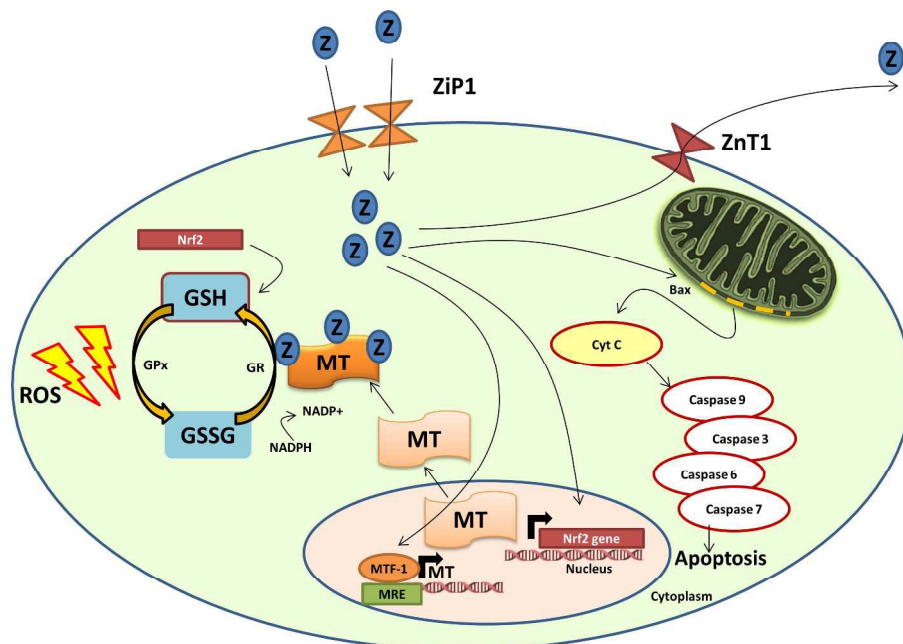 Z
Z
ZiP1
Z
ZnT1
Z
Z
Z
Nrf2
Bax
GSH
Z
Z
Z
MT
Cyt C
GPx
GR
ROS
GSSG
NADP+
NADPH
MT
Caspase 9
Caspase 3
Caspase 6
Caspase 7
MT
Nrf2 gene
Nucleus
Apoptosis
MTF-1
MT
MRE
Cytoplasm